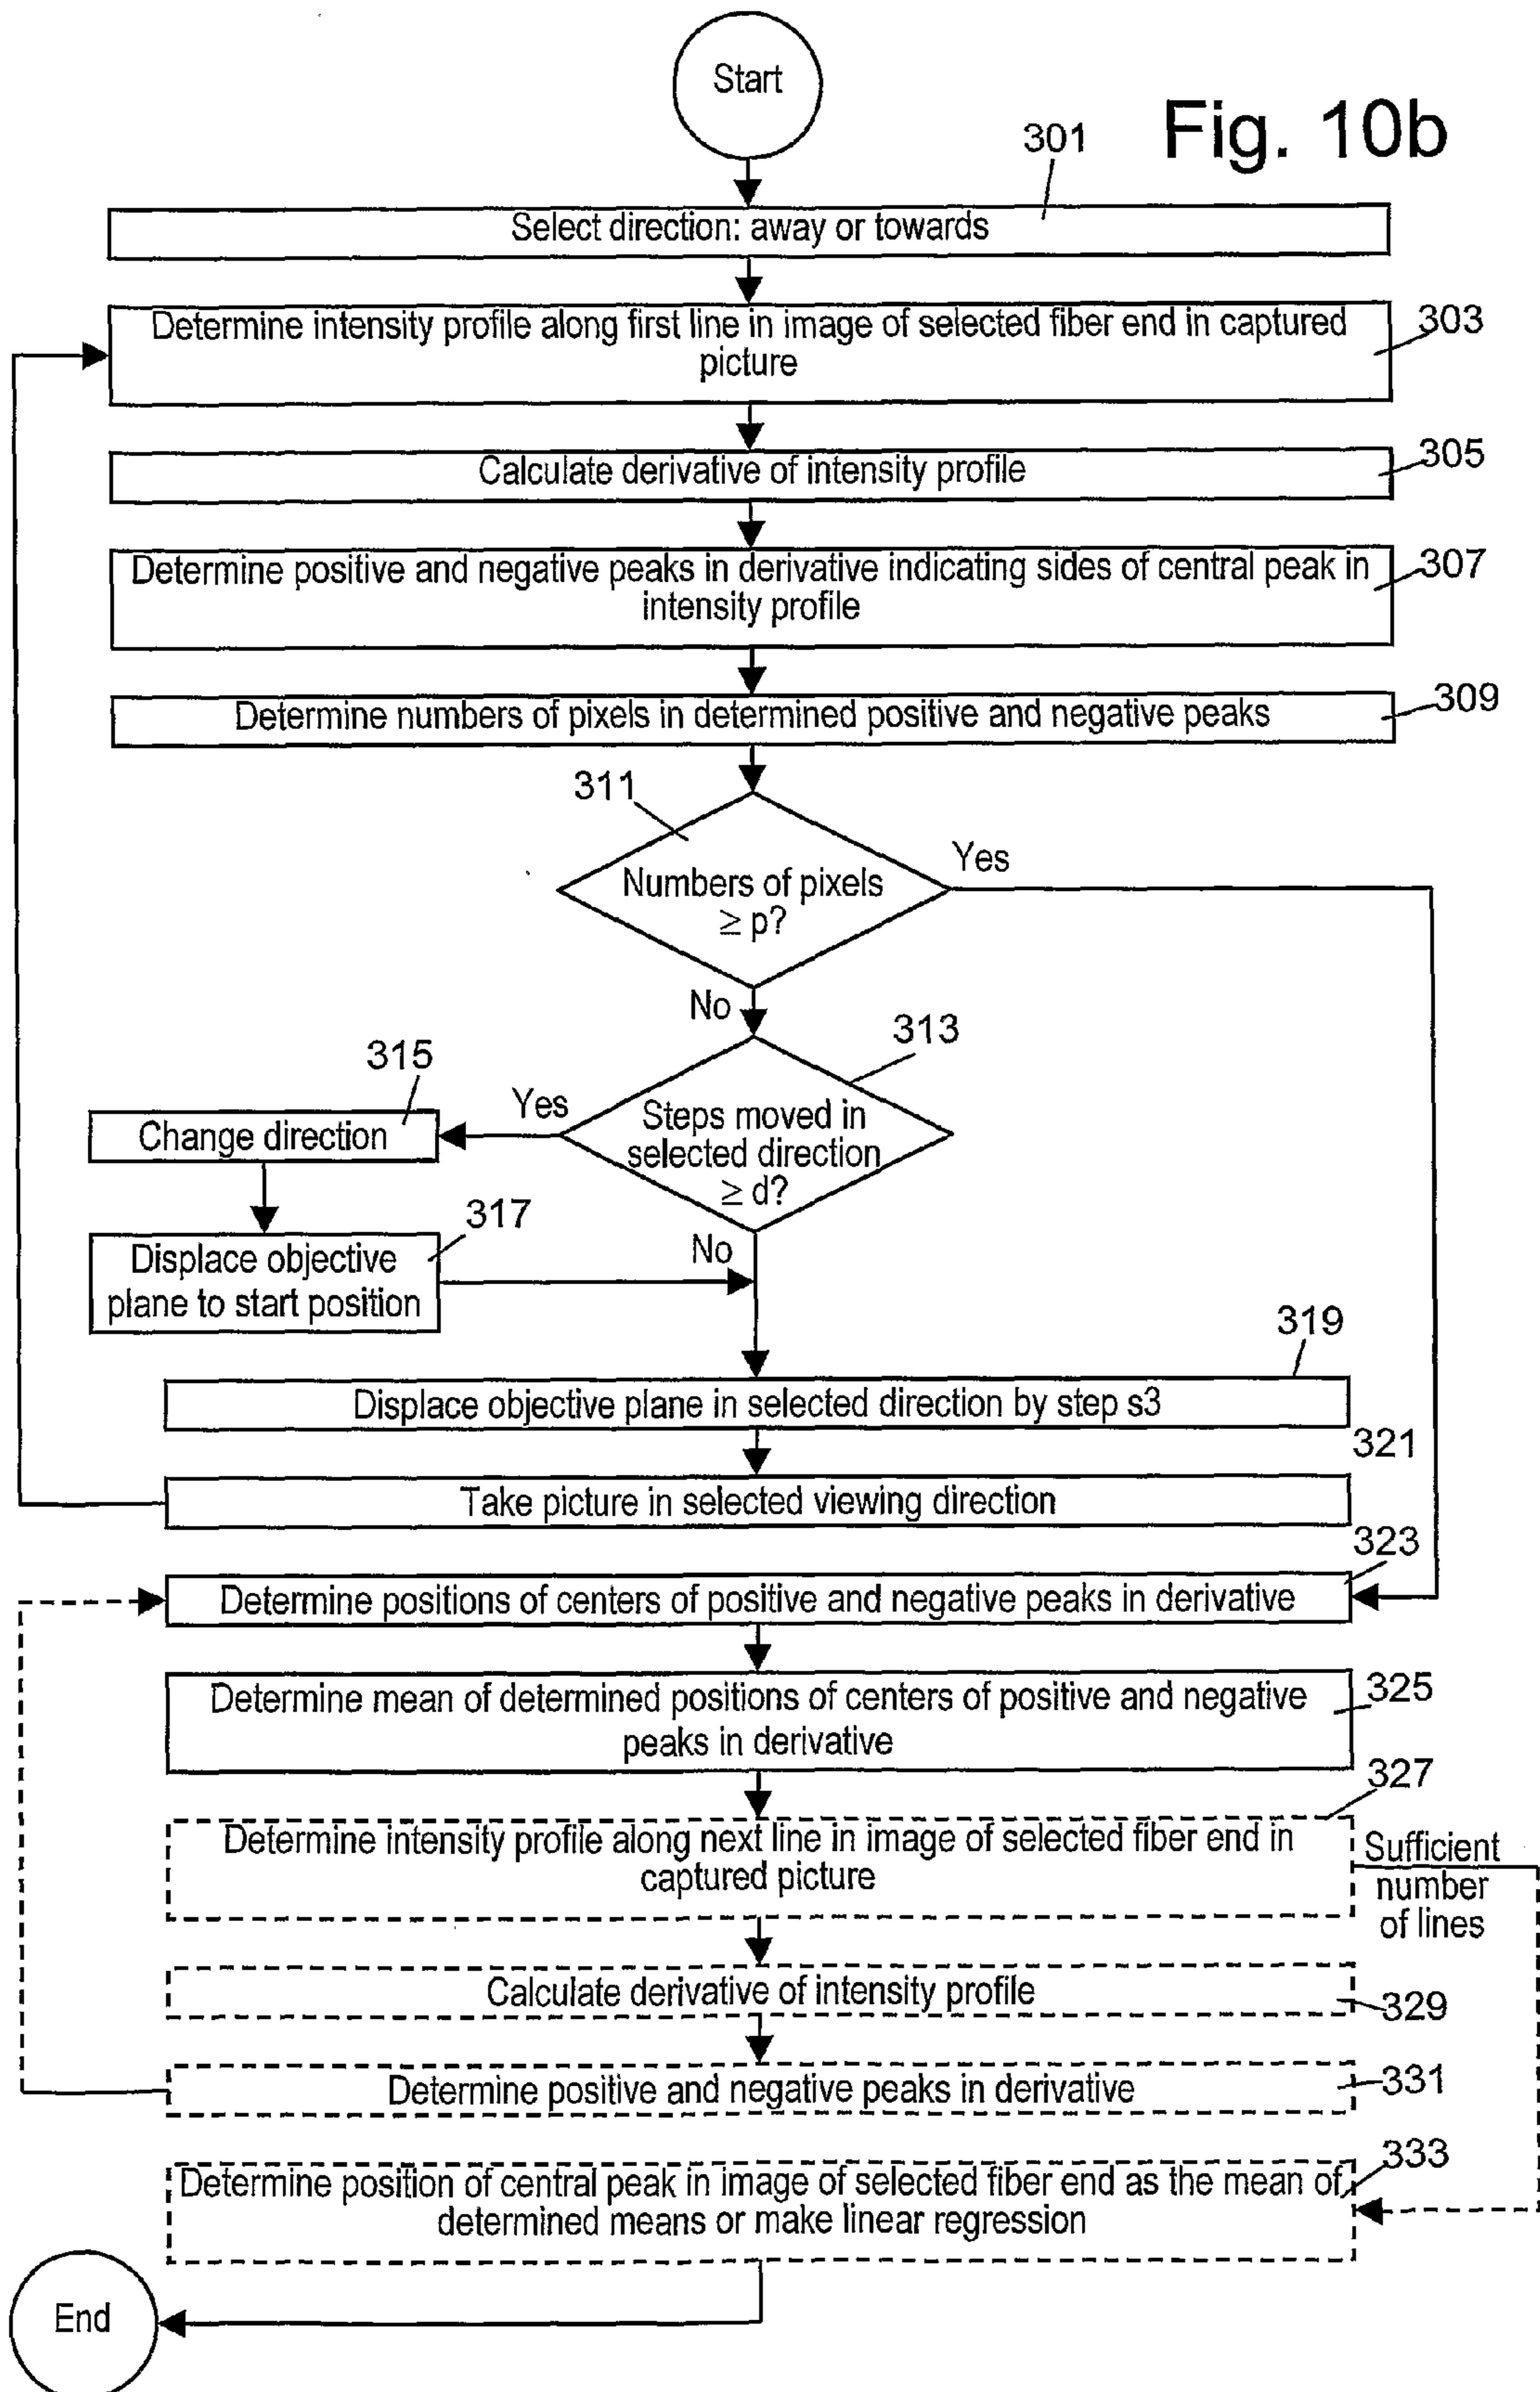 Start
Fig. 10b
301
Select direction: away or towards
Determine intensity profile along first line in image of selected fiber end in captured
picture
303
Calculate derivative of intensity profile
305
Determine positive and negative peaks in derivative indicating sides of central peak in
intensity profile
307
Determine numbers of pixels in determined positive and negative peaks
309
311
Numbers of pixels
≥ p?
Yes
No
313
Steps moved in
selected direction
≥ d?
Yes
315
Change direction
317
Displace objective
plane to start position
No
319
Displace objective plane in selected direction by step s3
321
Take picture in selected viewing direction
323
Determine positions of centers of positive and negative peaks in derivative
Determine mean of determined positions of centers of positive and negative
peaks in derivative
325
327
Determine intensity profile along next line in image of selected fiber end in
captured picture
Sufficient
number
of lines
Calculate derivative of intensity profile
329
Determine positive and negative peaks in derivative
331
333
Determine position of central peak in image of selected fiber end as the mean of
determined means or make linear regression
End